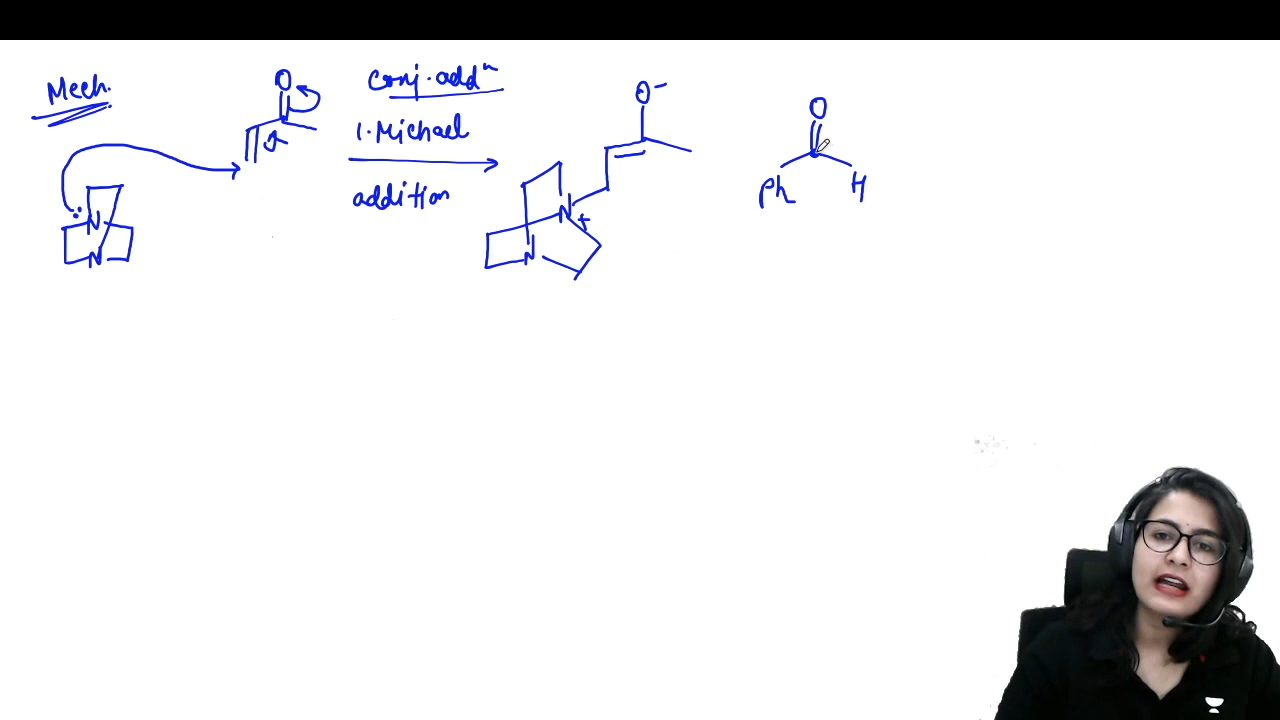 Mech.
O
N
N
Conj. addⁿ
1. Michael
addition
O⁻
N
+
N
O
Ph
H